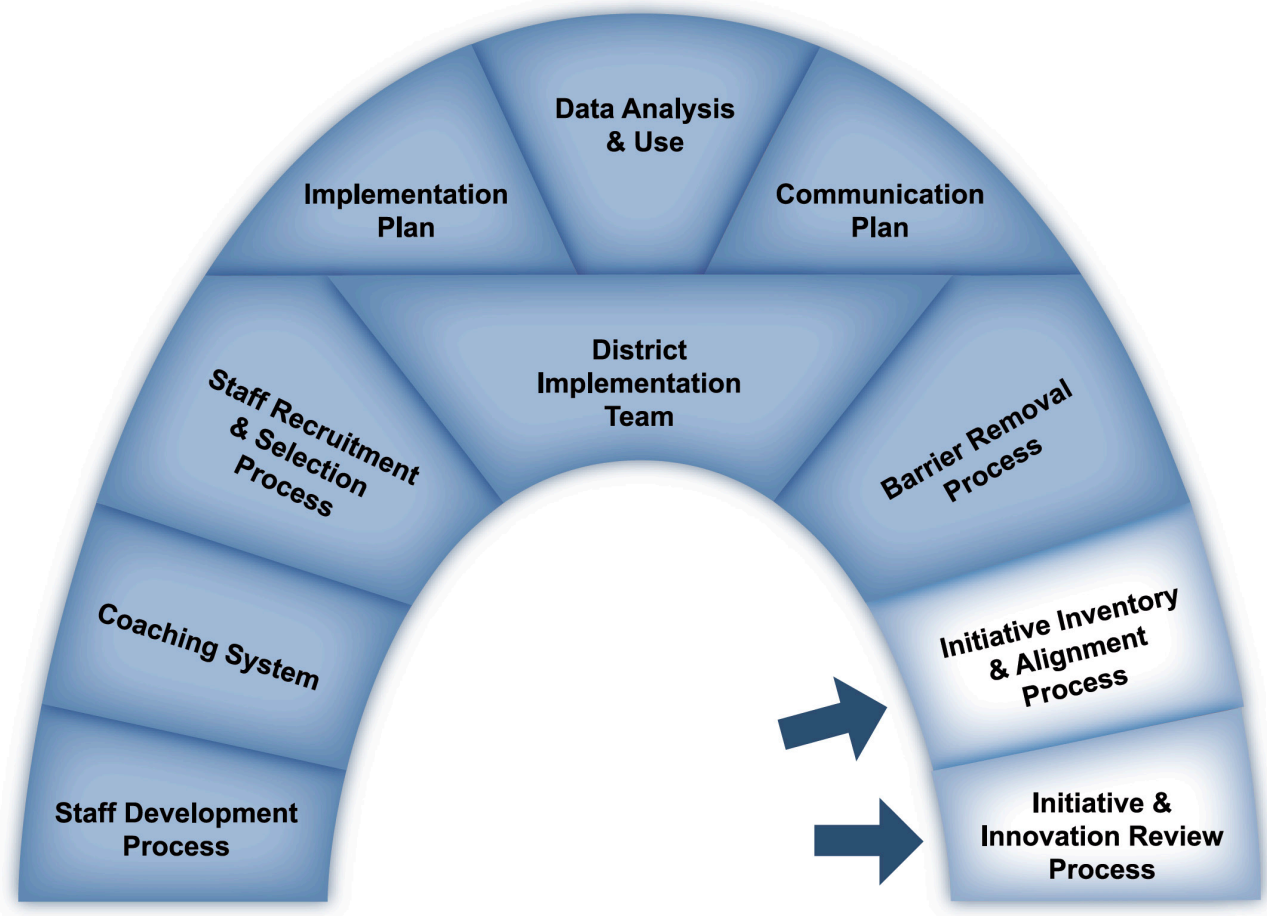 Data Analysis
& Use
Implementation
Plan
Communication
Plan
District
Implementation
Team
Staff Recruitment
& Selection
Process
Barrier Removal
Process
Coaching System
Initiative Inventory
& Alignment
Process
Staff Development
Process
Initiative &
Innovation Review
Process